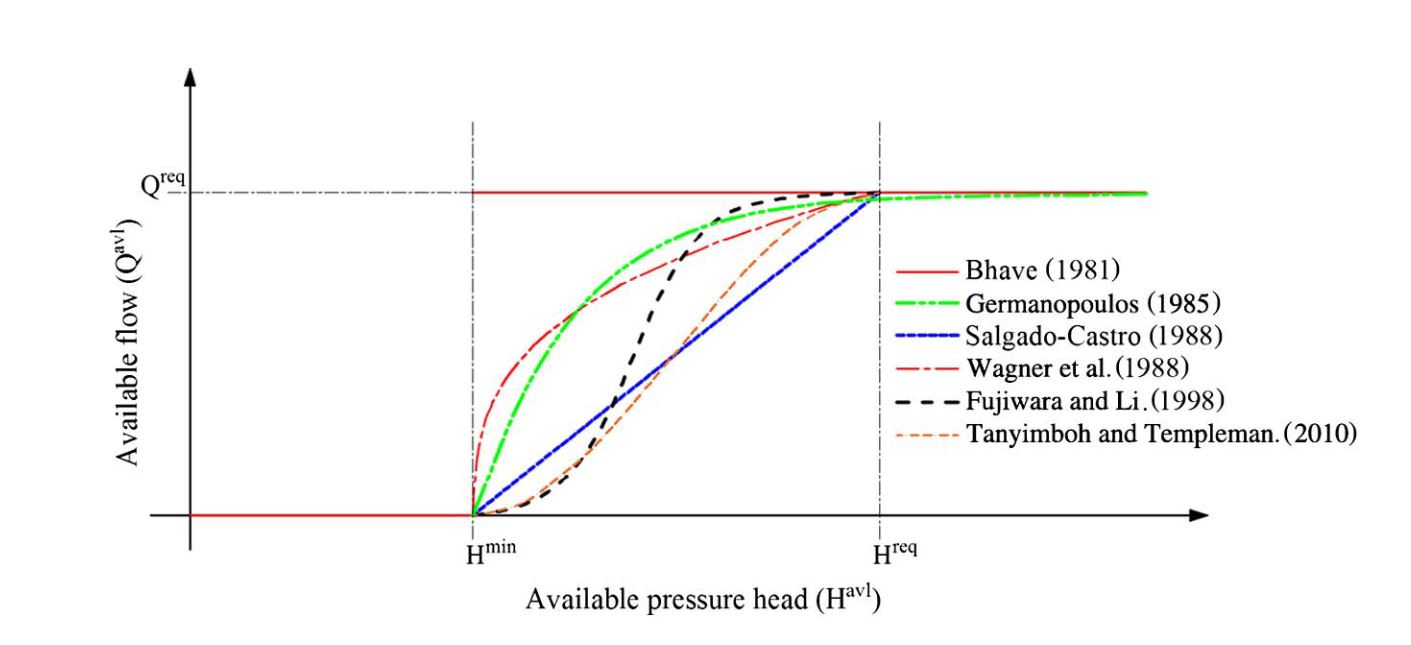 Q^req
Available flow (Q^avl)
Bhave (1981)
Germanopoulos (1985)
Salgado-Castro (1988)
Wagner et al. (1988)
Fujiwara and Li. (1998)
Tanyimboh and Templeman. (2010)
H^min
H^req
Available pressure head (H^avl)